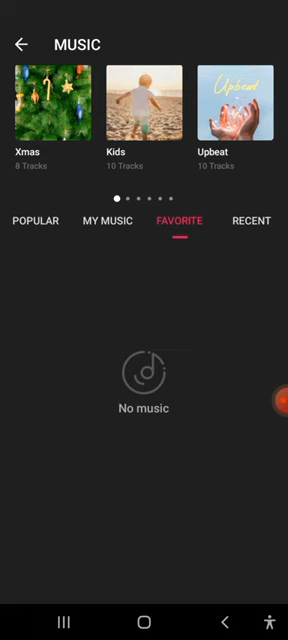 MUSIC
Upbeat
Xmas
Kids
Upbeat
8 Tracks
10 Tracks
10 Tracks
POPULAR
MY MUSIC
FAVORITE
RECENT
No music